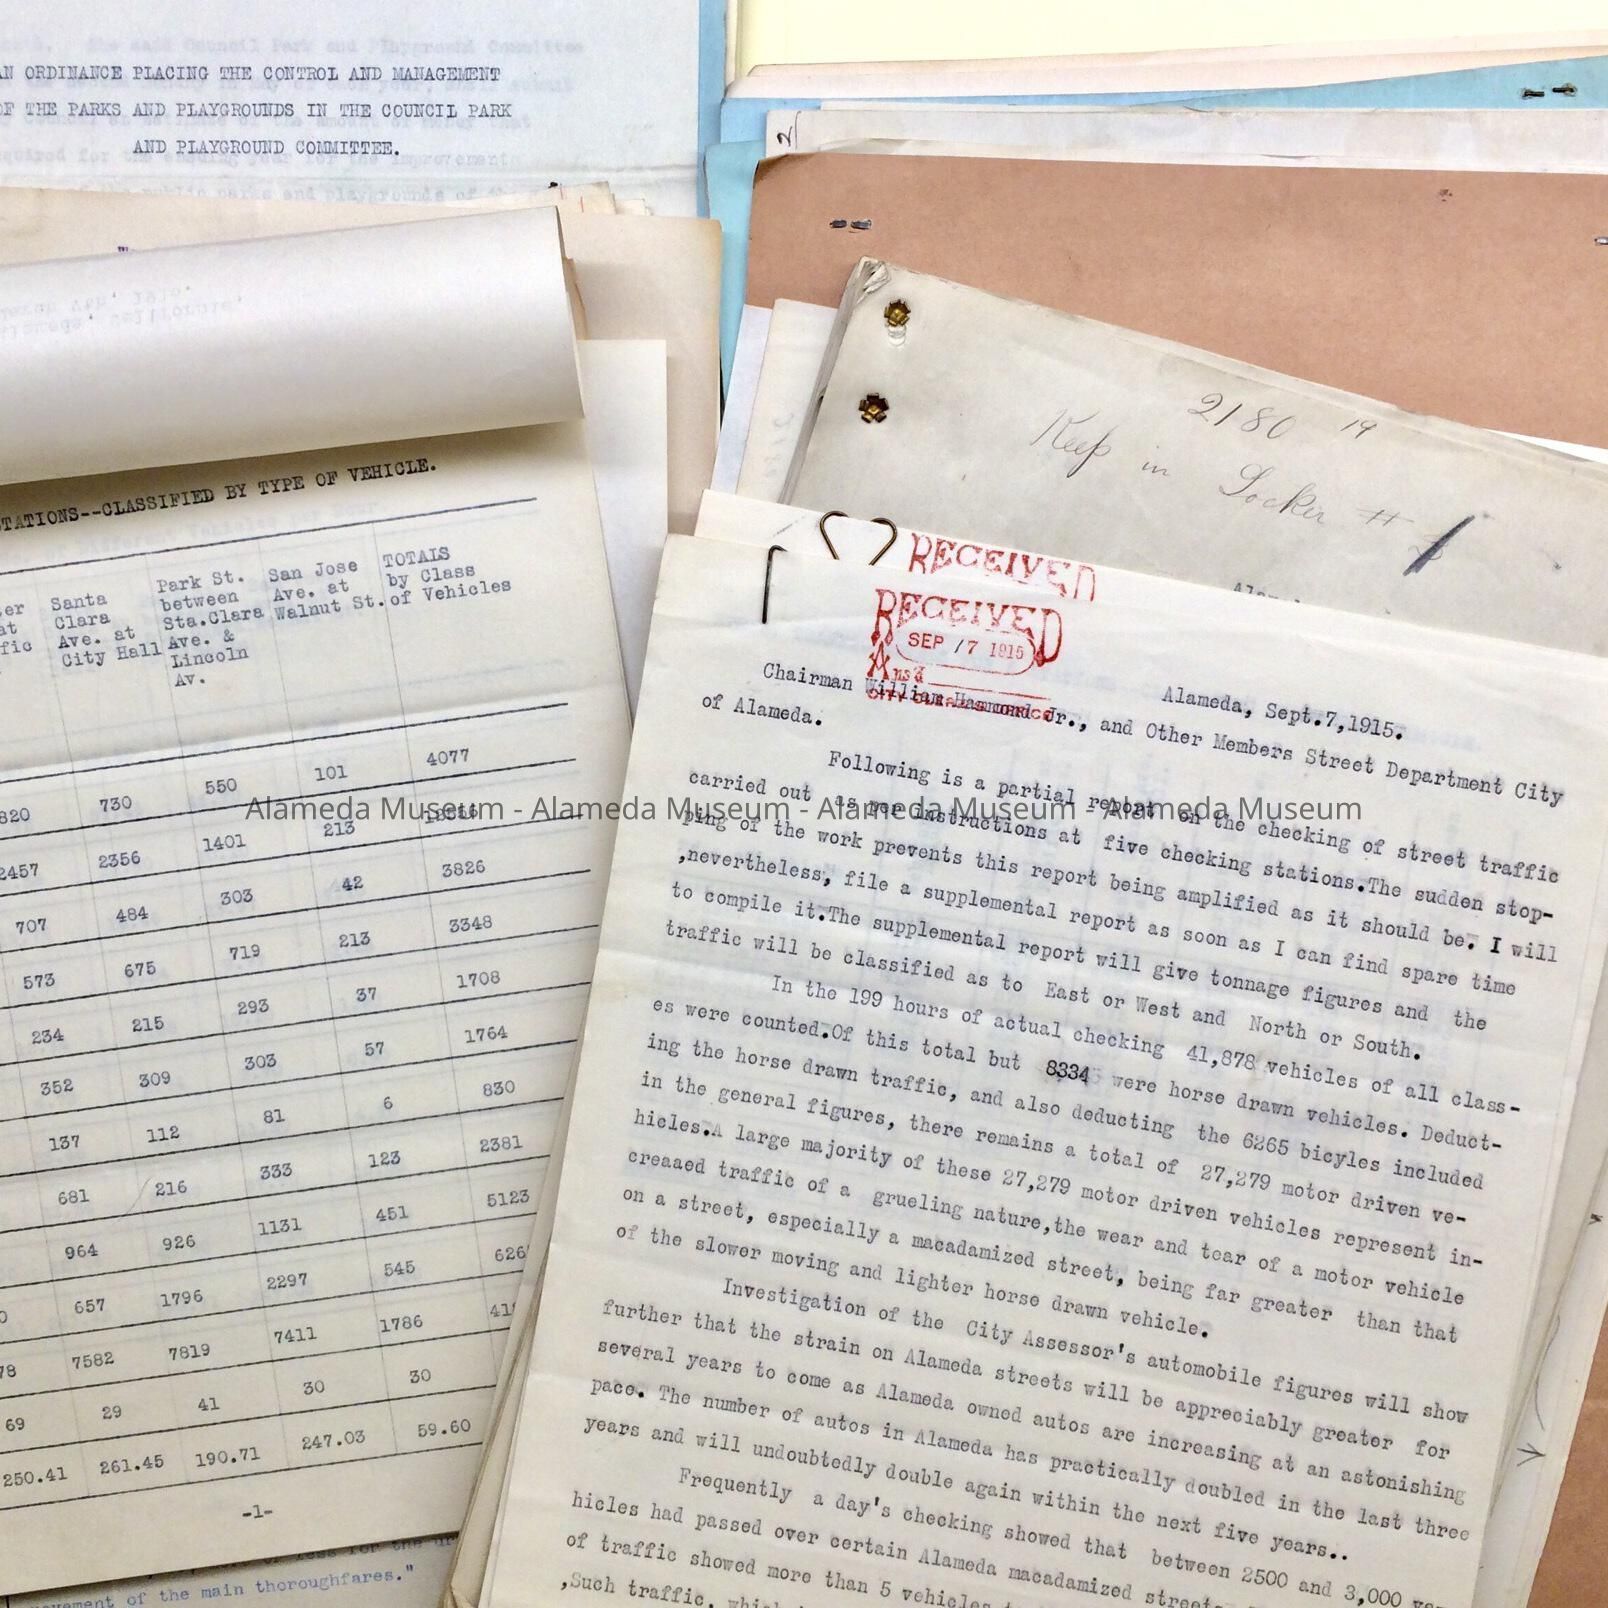 AN ORDINANCE PLACING THE CONTROL AND MANAGEMENT
OF THE PARKS AND PLAYGROUNDS IN THE COUNCIL PARK
AND PLAYGROUND COMMITTEE.
STATIONS--CLASSIFIED BY TYPE OF VEHICLE.
Santa
Clara
Ave. at
City Hall
Park St.
between
Sta.Clara
Ave. &
Lincoln
Av.
San Jose
Ave. at
Walnut St.
TOTALS
by Class
of Vehicles
820 730 550 101 4077
2457 2356 1401 213
707 484 303 42 3826
573 675 719 213 3348
234 215 293 37 1708
352 309 303 57 1764
137 112 81 6 830
681 216 333 123 2381
964 926 1131 451 5123
657 1796 2297 545 626
78 7582 7819 7411 1786 41
69 29 41 30 30
250.41 261.45 190.71 247.03 59.60
-1-
of the main thoroughfares."
2
2180 19
Keep in Locker #
RECEIVED
RECEIVED
SEP /7 1915
Ans'd
CITY CLERK'S OFFICE
Alameda, Sept.7,1915.
Chairman William Hammond Jr., and Other Members Street Department City
of Alameda.
Following is a partial report on the checking of street traffic
carried out as per instructions at five checking stations.The sudden stop-
ping of the work prevents this report being amplified as it should be. I will
,nevertheless, file a supplemental report as soon as I can find spare time
to compile it.The supplemental report will give tonnage figures and the
traffic will be classified as to East or West and North or South.
In the 199 hours of actual checking 41,878 vehicles of all class-
es were counted.Of this total but 8334 were horse drawn vehicles. Deduct-
ing the horse drawn traffic, and also deducting the 6265 bicyles included
in the general figures, there remains a total of 27,279 motor driven ve-
hicles.A large majority of these 27,279 motor driven vehicles represent in-
creaaed traffic of a grueling nature,the wear and tear of a motor vehicle
on a street, especially a macadamized street, being far greater than that
of the slower moving and lighter horse drawn vehicle.
Investigation of the City Assessor's automobile figures will show
further that the strain on Alameda streets will be appreciably greater for
several years to come as Alameda owned autos are increasing at an astonishing
pace. The number of autos in Alameda has practically doubled in the last three
years and will undoubtedly double again within the next five years..
Frequently a day's checking showed that between 2500 and 3,000 ve-
hicles had passed over certain Alameda macadamized streets.
of traffic showed more than 5 vehicles
,Such traffic,
Alameda Museum - Alameda Museum - Alameda Museum - Alameda Museum